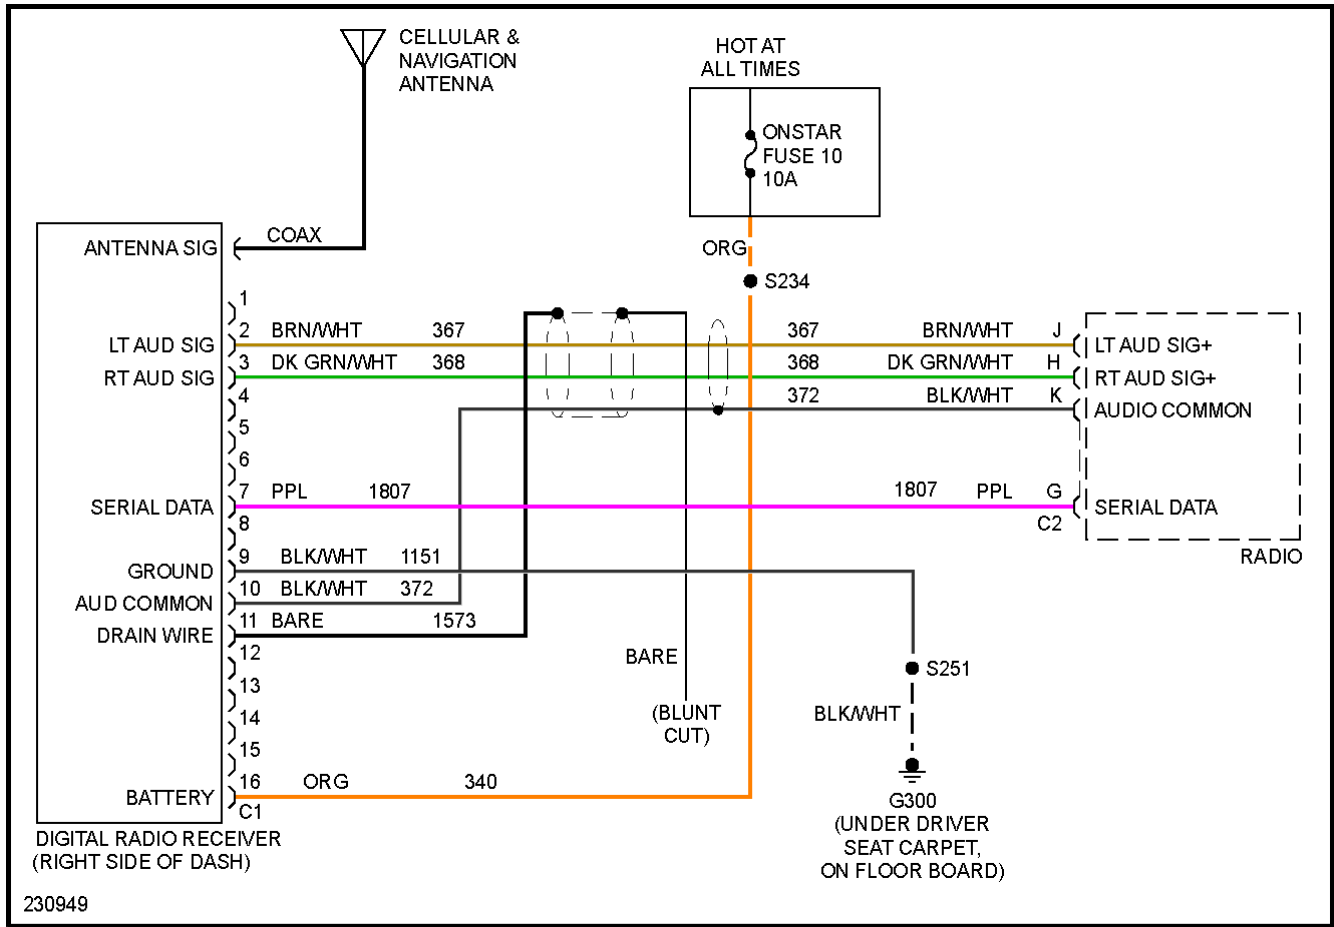 CELLULAR &
NAVIGATION
ANTENNA
HOT AT
ALL TIMES
ONSTAR
FUSE 10
10A
ORG
S234
COAX
ANTENNA SIG
1
2 BRN/WHT 367
367 BRN/WHT J
LT AUD SIG
LT AUD SIG+
3 DK GRN/WHT 368
368 DK GRN/WHT H
RT AUD SIG
RT AUD SIG+
4
372 BLK/WHT K
AUDIO COMMON
5
6
7 PPL 1807
1807 PPL G
SERIAL DATA
SERIAL DATA
8
C2
RADIO
9 BLK/WHT 1151
GROUND
10 BLK/WHT 372
AUD COMMON
11 BARE 1573
DRAIN WIRE
12
13
14
15
16 ORG 340
BATTERY
C1
BARE
(BLUNT
CUT)
S251
BLK/WHT
G300
(UNDER DRIVER
SEAT CARPET,
ON FLOOR BOARD)
DIGITAL RADIO RECEIVER
(RIGHT SIDE OF DASH)
230949